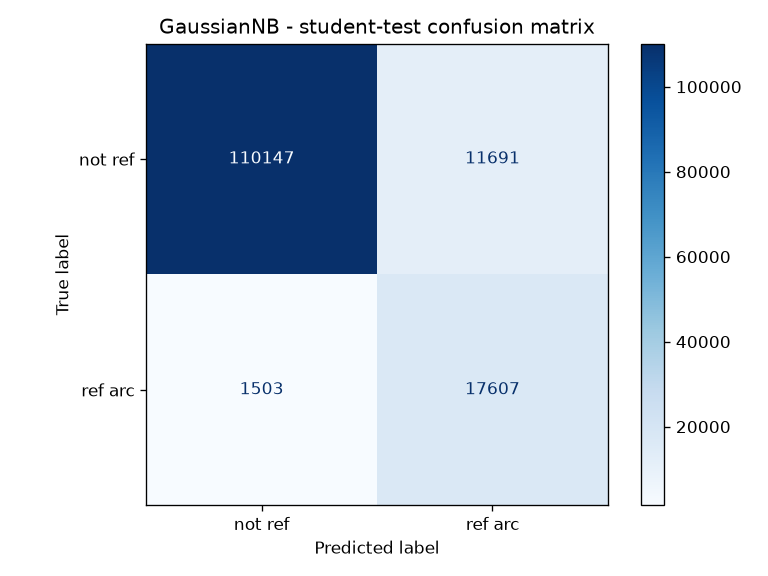 GaussianNB - student-test confusion matrix
not ref
110147
11691
ref arc
1503
17607
not ref
ref arc
Predicted label
True label
100000
80000
60000
40000
20000